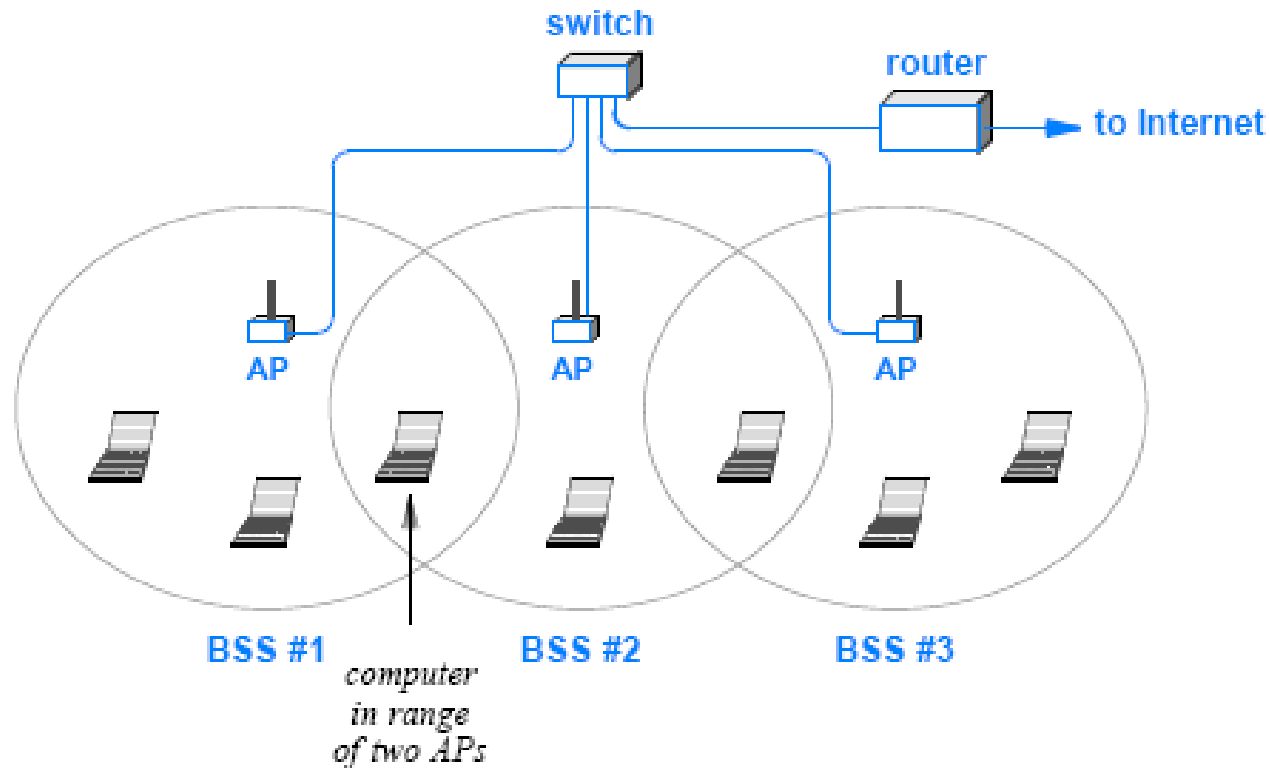 switch
router
to Internet
AP
AP
AP
BSS #1
BSS #2
BSS #3
computer
in range
of two APs